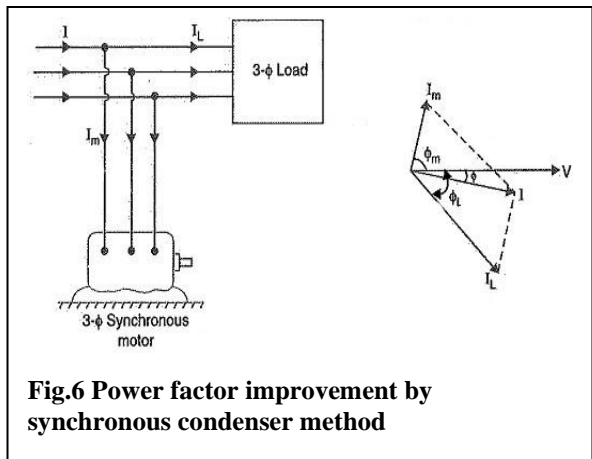 I
I_L
3-ϕ Load
I_m
3-ϕ Synchronous
motor
I_m
ϕ_m
ϕ
V
ϕ_L
I
I_L
Fig.6 Power factor improvement by
synchronous condenser method